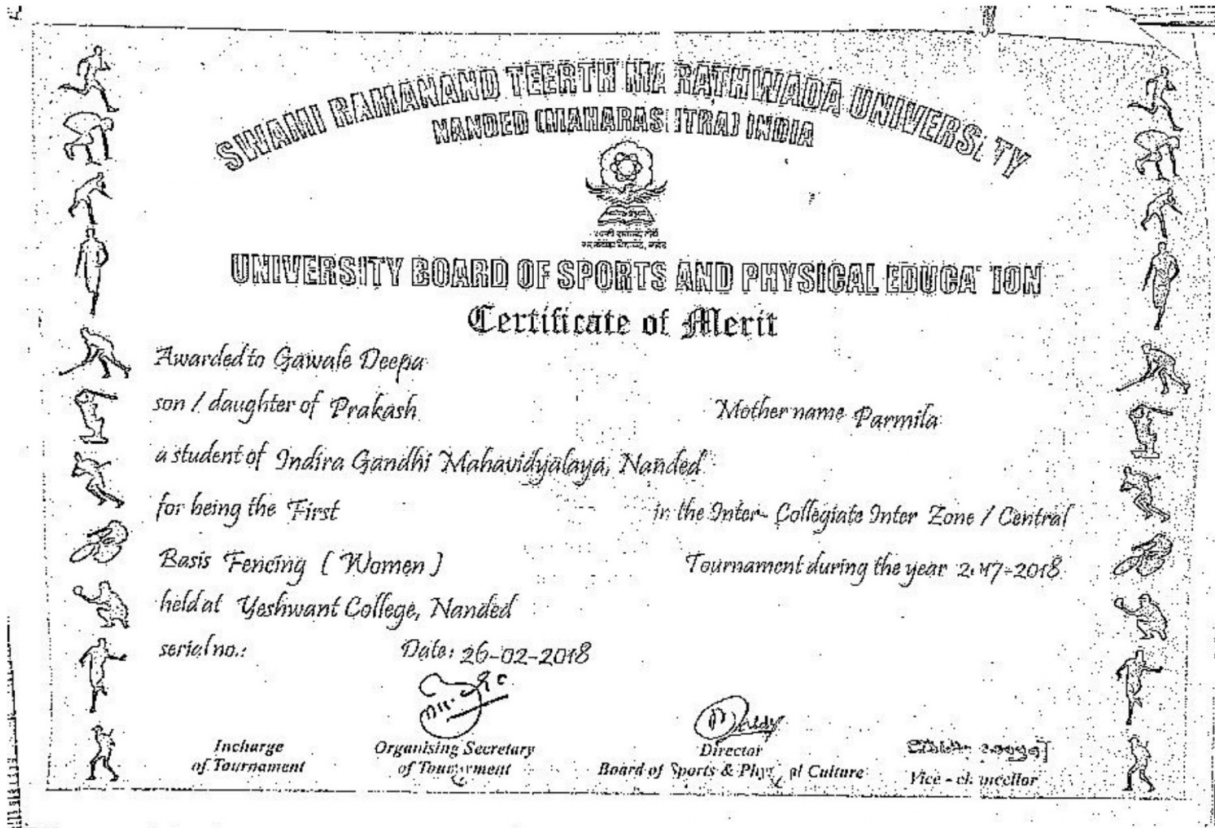 SWAMI RAMANAND TEERTH MARATHWADA UNIVERSITY
NANDED (MAHARASHTRA) INDIA
UNIVERSITY BOARD OF SPORTS AND PHYSICAL EDUCATION
Certificate of Merit
Awarded to Gawale Deepa
son / daughter of Prakash Mother name Parmila
a student of Indira Gandhi Mahavidyalaya, Nanded
for being the First in the Inter- Collegiate Inter Zone / Central
Basis Fencing ( Women ) Tournament during the year 2017-2018
held at Yeshwant College, Nanded
serial no.: Date: 26-02-2018
Incharge Organising Secretary Director
of Tournament of Tournament Board of Sports & Physical Culture Vice - chancellor